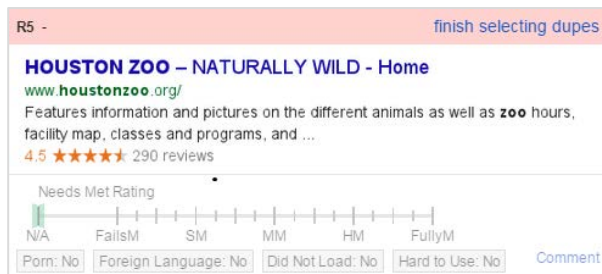 R5 - finish selecting dupes
HOUSTON ZOO – NATURALLY WILD - Home
www.houstonzoo.org/
Features information and pictures on the different animals as well as zoo hours,
facility map, classes and programs, and ...
4.5 ★★★★★ 290 reviews
Needs Met Rating
N/A FailsM SM MM HM FullyM
Porn: No Foreign Language: No Did Not Load: No Hard to Use: No Comment